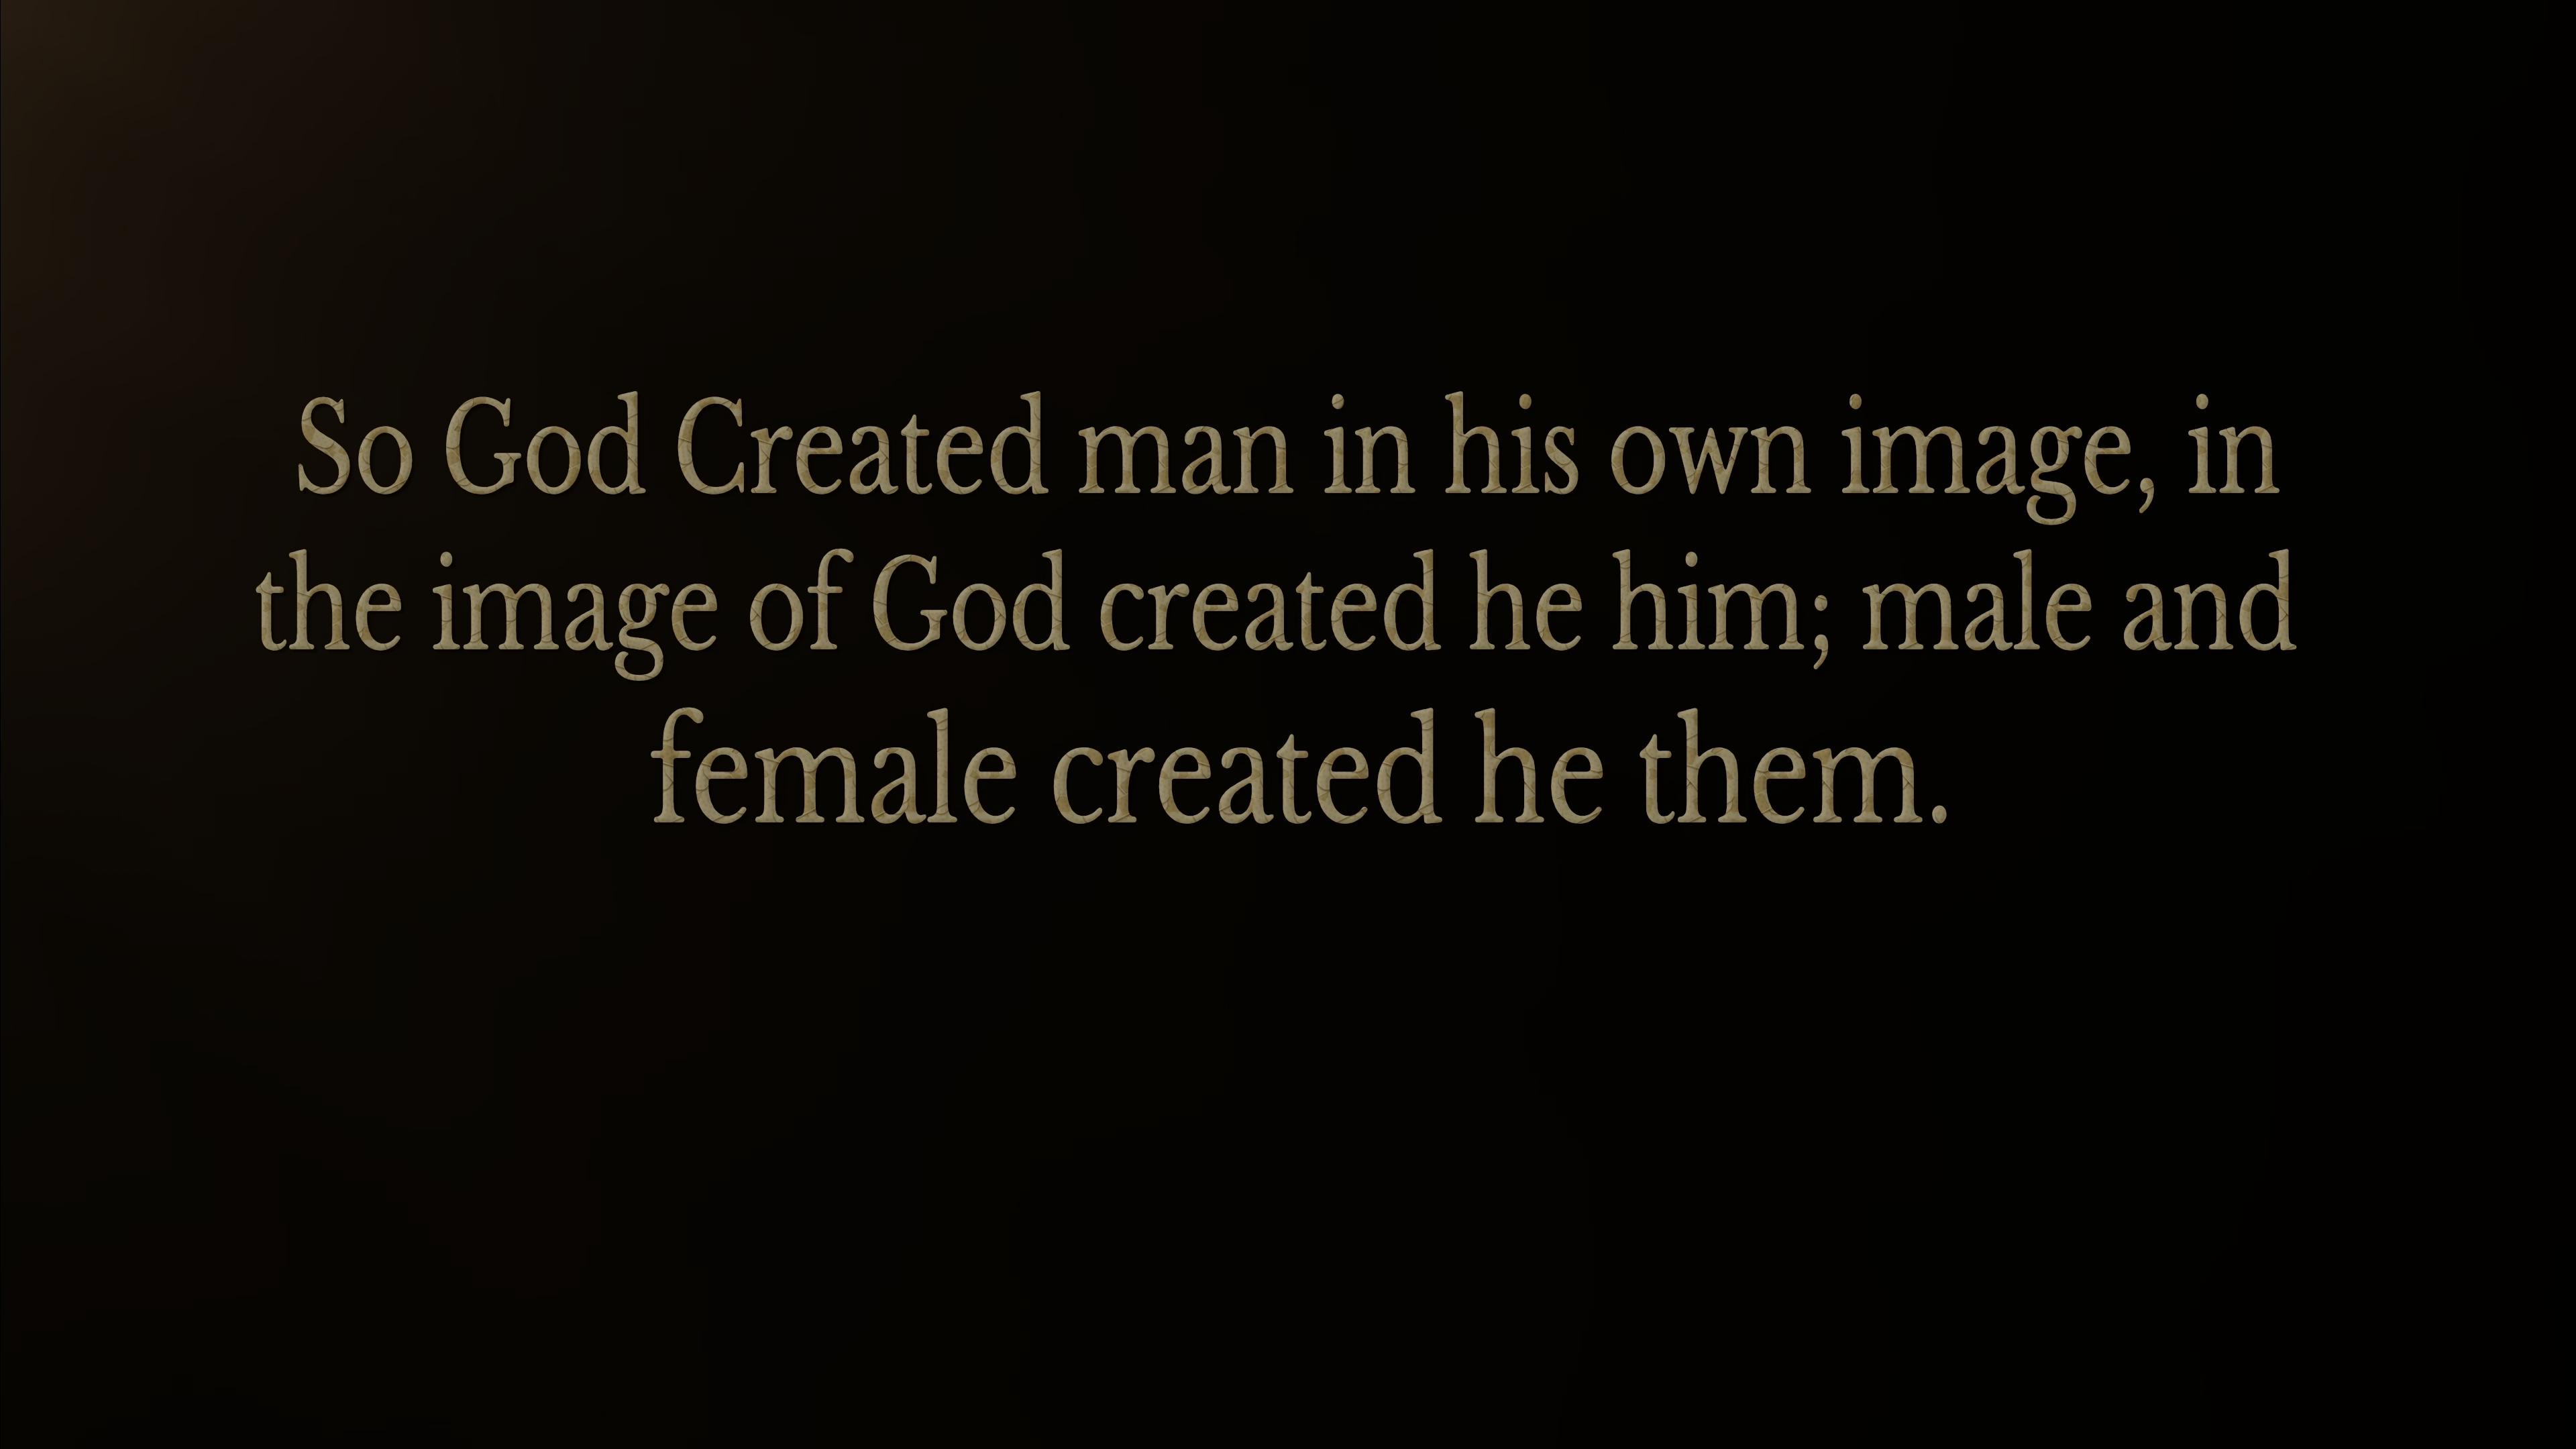 So God Created man in his own image, in
the image of God created he him; male and
female created he them.